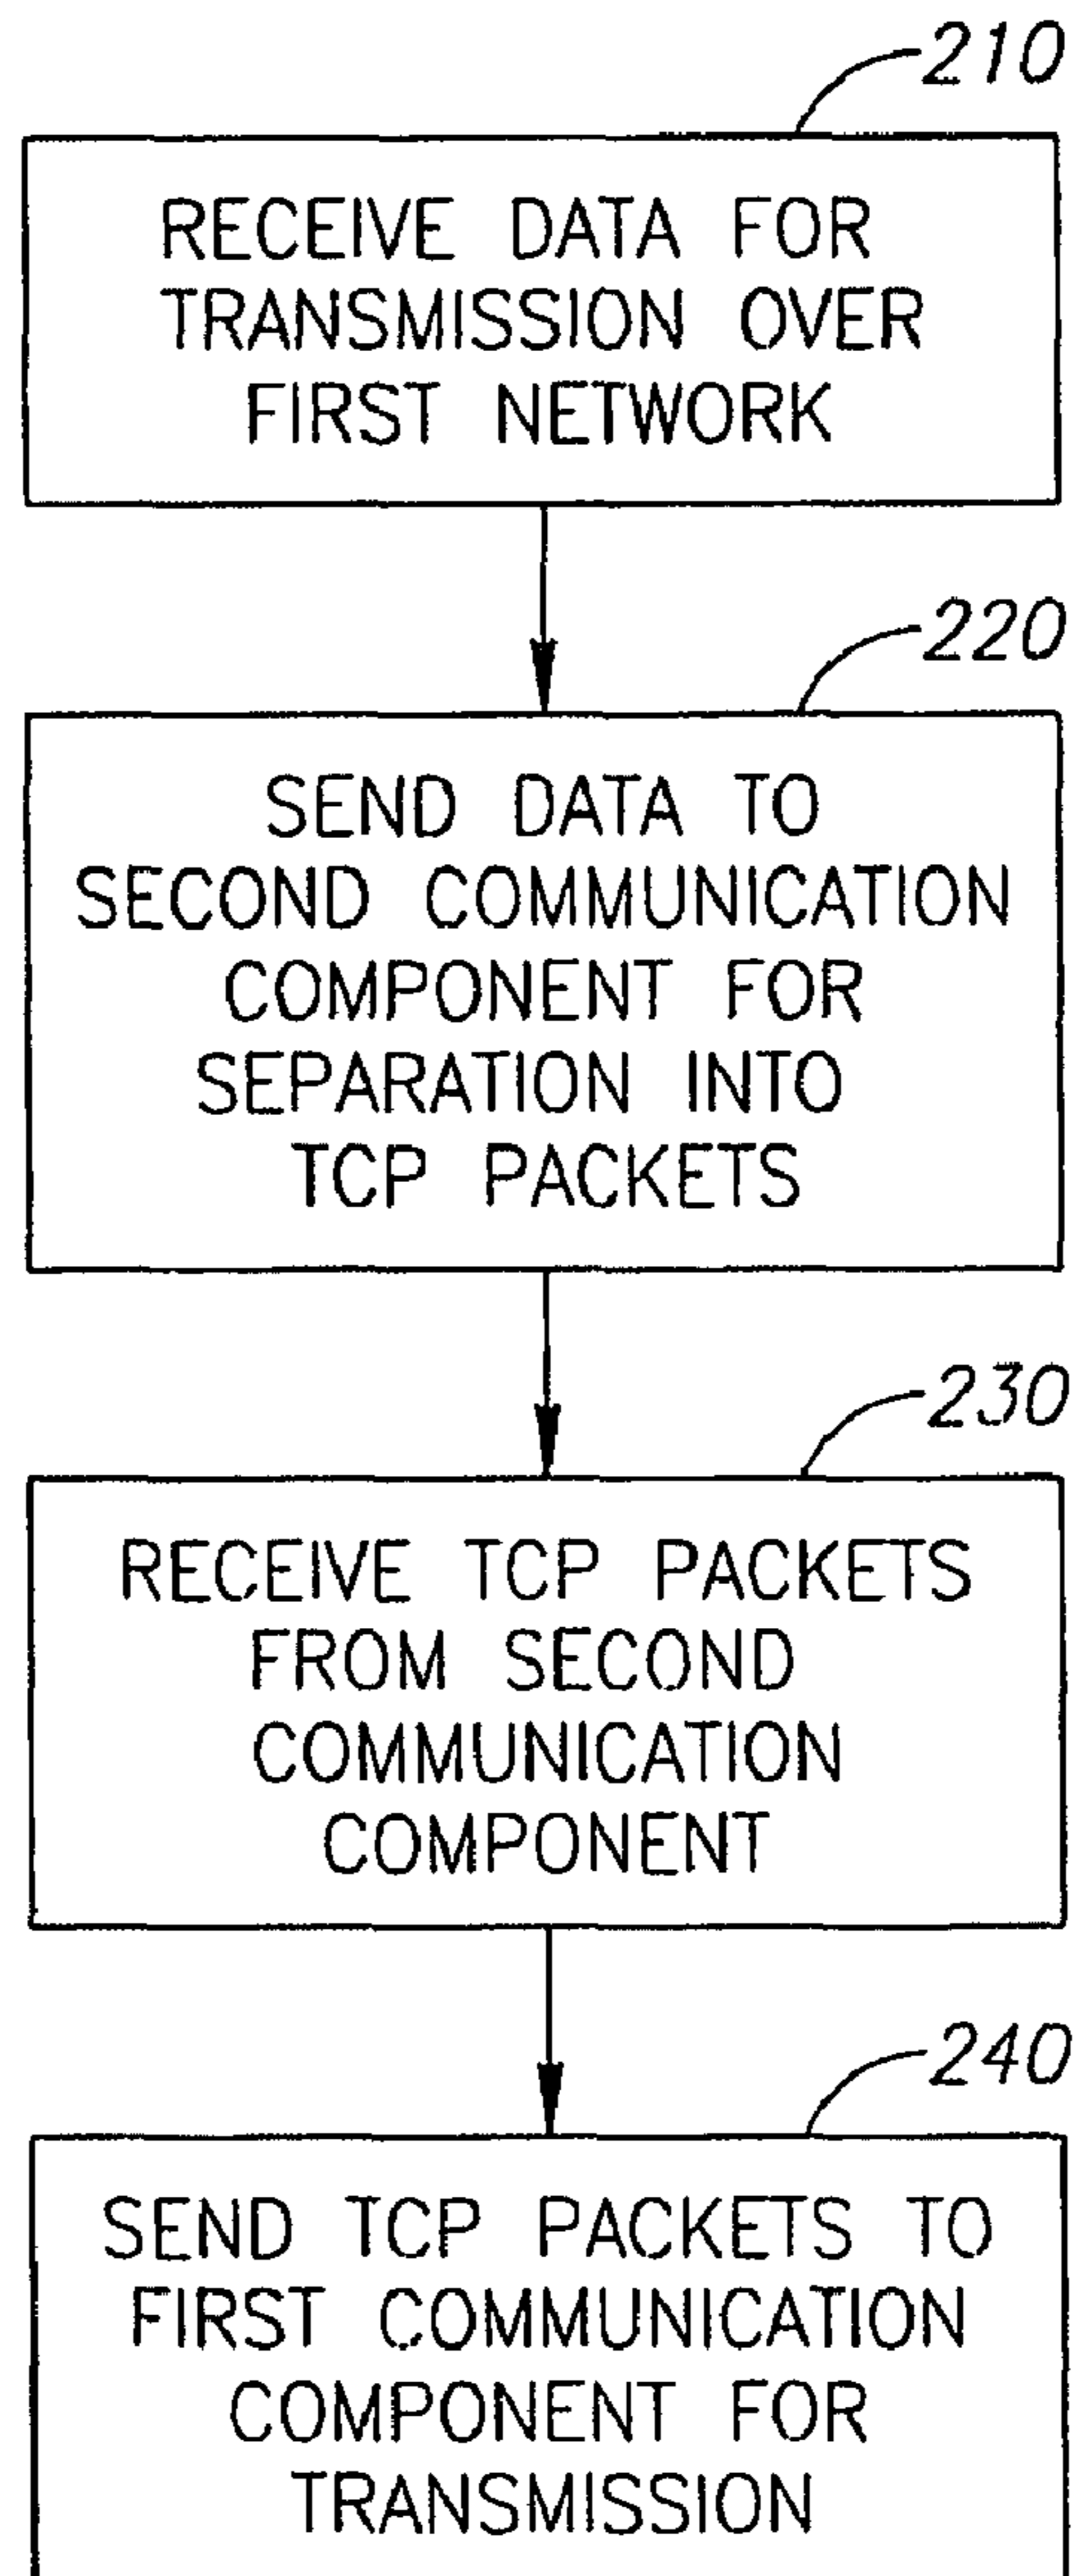 210
RECEIVE DATA FOR
TRANSMISSION OVER
FIRST NETWORK
220
SEND DATA TO
SECOND COMMUNICATION
COMPONENT FOR
SEPARATION INTO
TCP PACKETS
230
RECEIVE TCP PACKETS
FROM SECOND
COMMUNICATION
COMPONENT
240
SEND TCP PACKETS TO
FIRST COMMUNICATION
COMPONENT FOR
TRANSMISSION